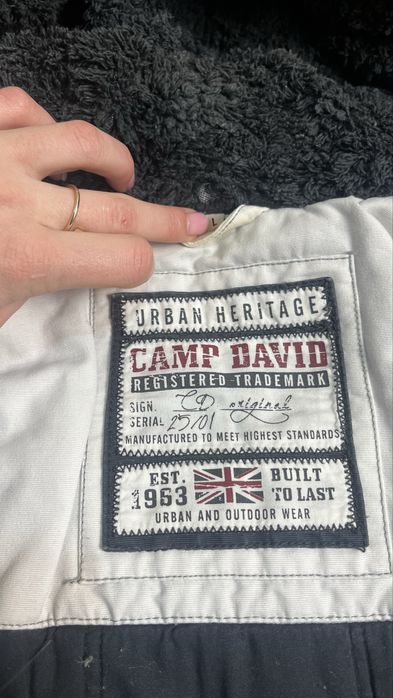 L
URBAN HERITAGE
CAMP DAVID
REGISTERED TRADEMARK
SIGN. CD original
SERIAL 25/01
MANUFACTURED TO MEET HIGHEST STANDARDS
EST. 1963
BUILT TO LAST
URBAN AND OUTDOOR WEAR